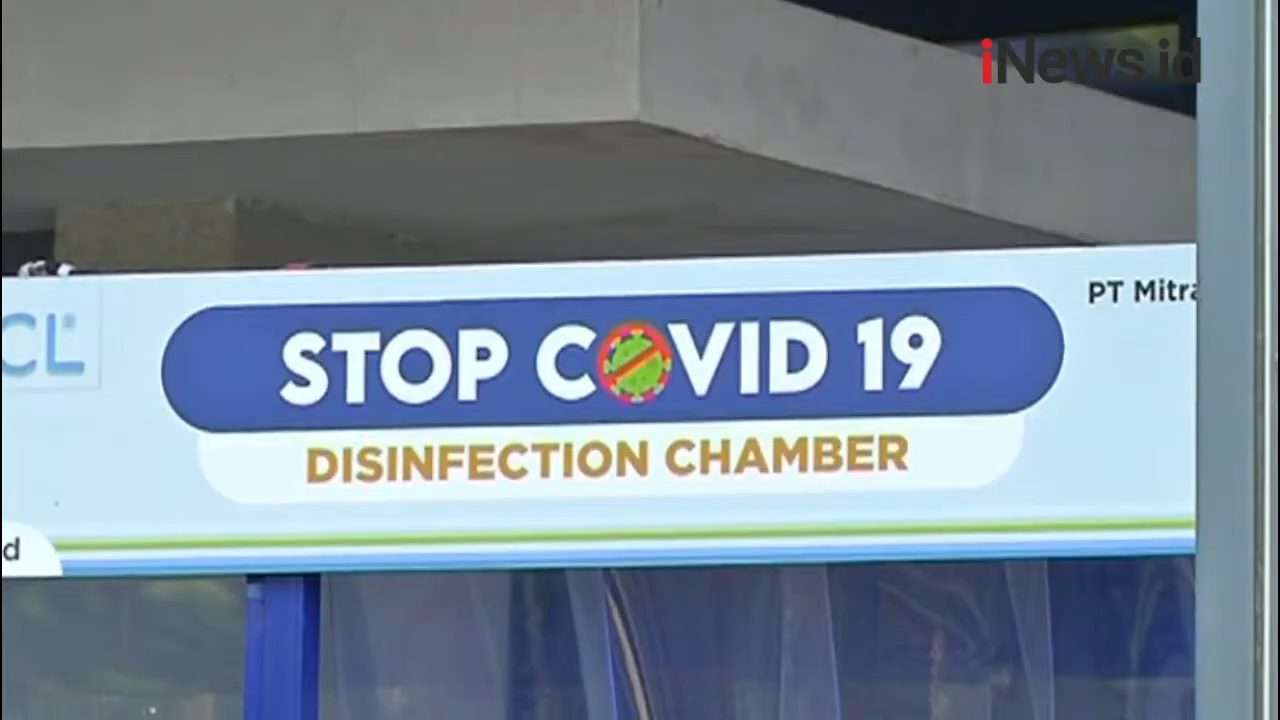 iNews.id
PT Mitra
CL
STOP COVID 19
DISINFECTION CHAMBER
d